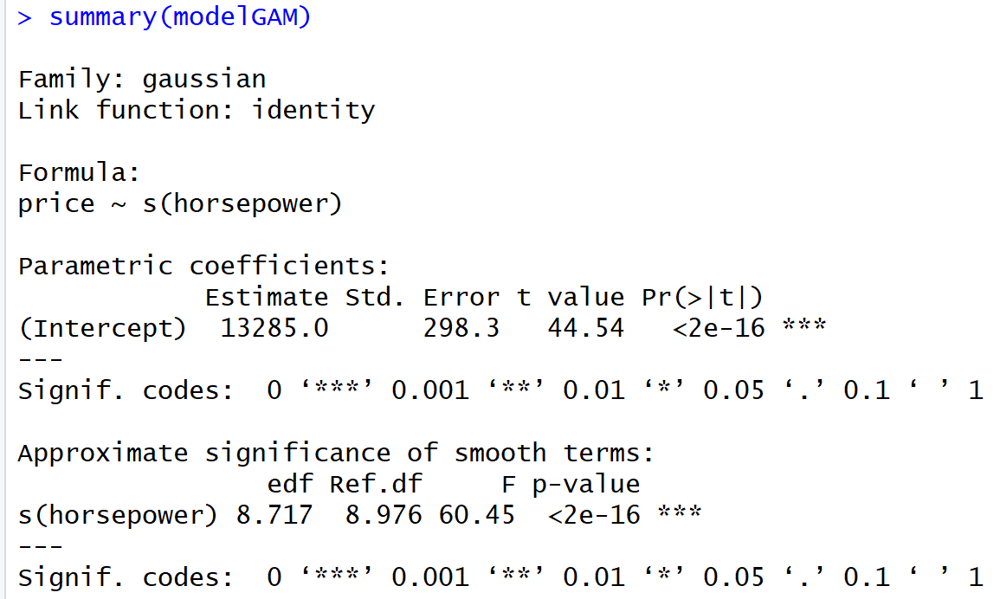 > summary(modelGAM)
Family: gaussian
Link function: identity
Formula:
price ~ s(horsepower)
Parametric coefficients:
            Estimate Std. Error t value Pr(>|t|)
(Intercept)  13285.0      298.3   44.54   <2e-16 ***
---
Signif. codes:  0 ‘***’ 0.001 ‘**’ 0.01 ‘*’ 0.05 ‘.’ 0.1 ‘ ’ 1
Approximate significance of smooth terms:
                edf Ref.df     F p-value
s(horsepower) 8.717  8.976 60.45  <2e-16 ***
---
Signif. codes:  0 ‘***’ 0.001 ‘**’ 0.01 ‘*’ 0.05 ‘.’ 0.1 ‘ ’ 1